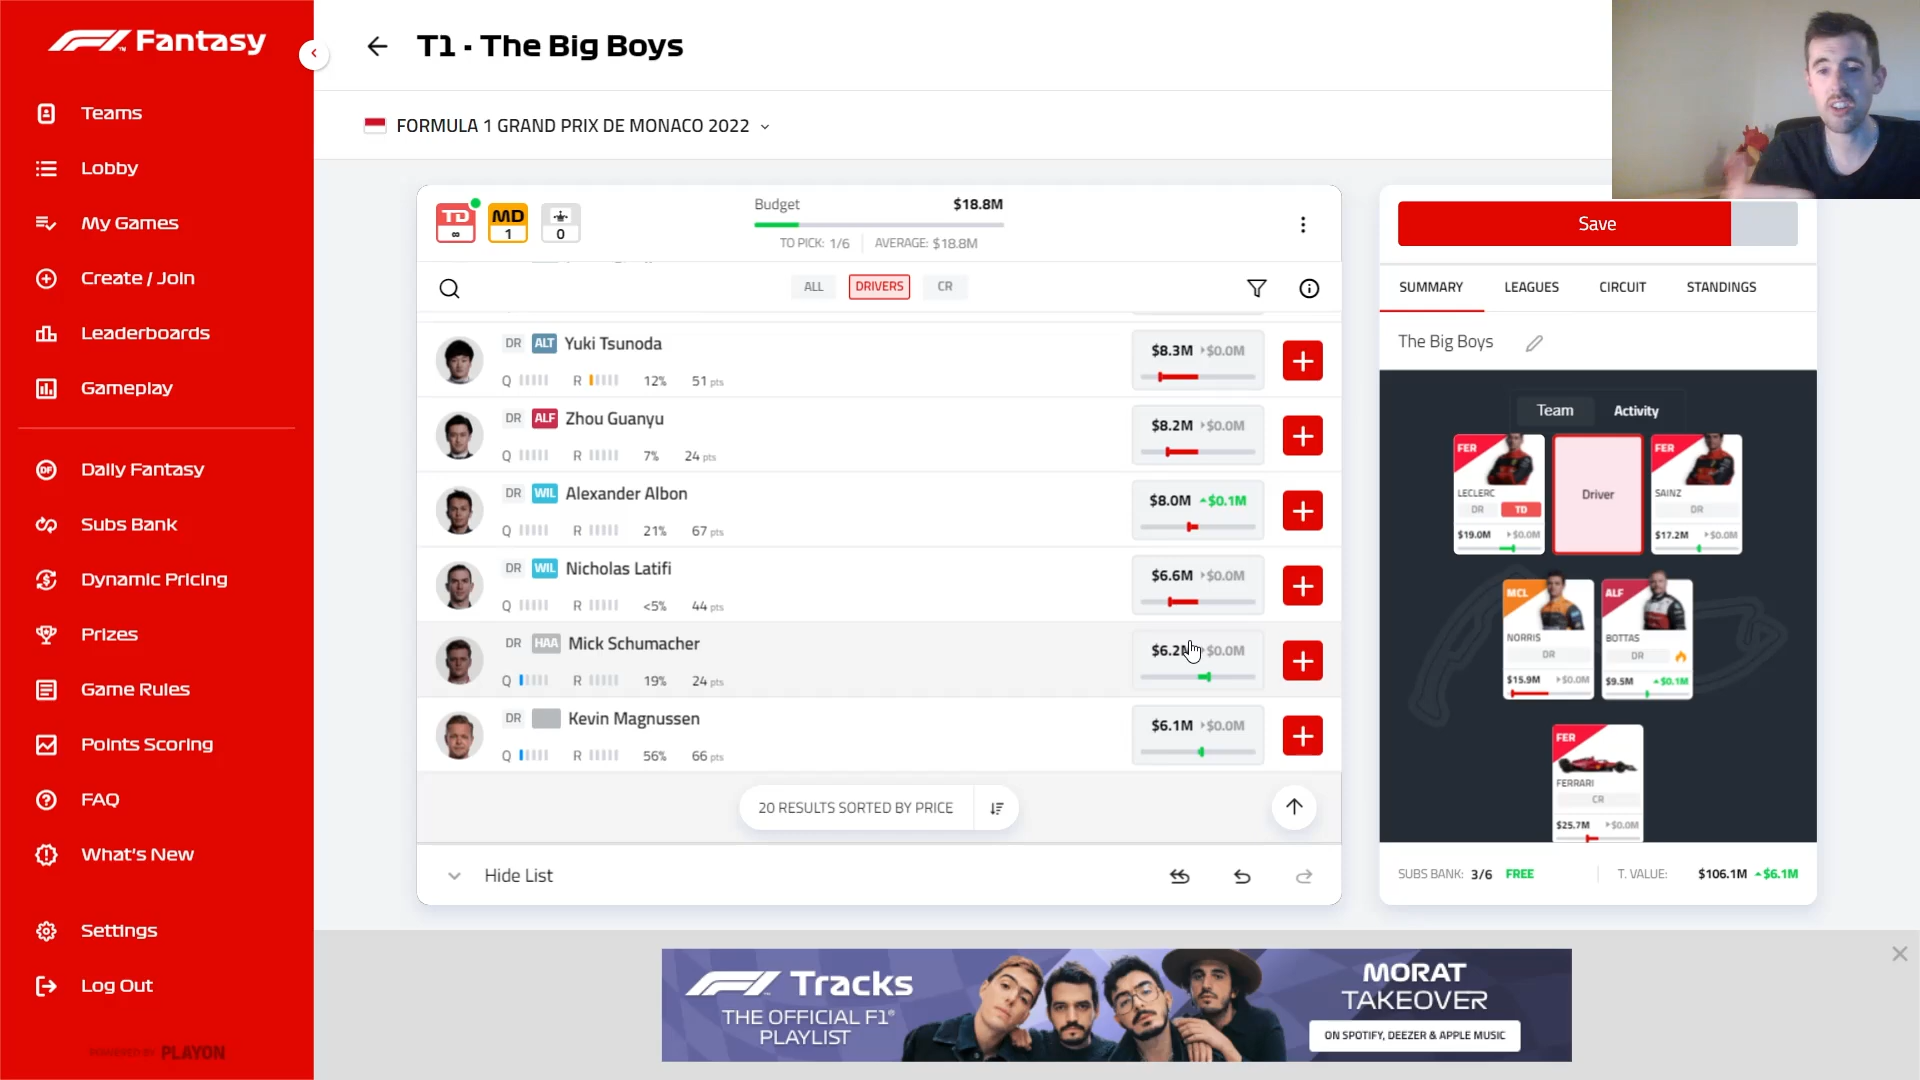 F1 Fantasy
Teams
Lobby
My Games
Create / Join
Leaderboards
Gameplay
Daily Fantasy
Subs Bank
Dynamic Pricing
Prizes
Game Rules
Points Scoring
FAQ
What's New
Settings
Log Out
POWERED BY PLAYON
T1 · The Big Boys
FORMULA 1 GRAND PRIX DE MONACO 2022
TD
∞
MD
1
0
Budget $18.8M
TO PICK: 1/6 AVERAGE: $18.8M
ALL DRIVERS CR
DR ALT Yuki Tsunoda
Q R 12% 51 pts
$8.3M $0.0M
DR ALF Zhou Guanyu
Q R 7% 24 pts
$8.2M $0.0M
DR WIL Alexander Albon
Q R 21% 67 pts
$8.0M $0.1M
DR WIL Nicholas Latifi
Q R <5% 44 pts
$6.6M $0.0M
DR HAA Mick Schumacher
Q R 19% 24 pts
$6.2M $0.0M
DR Kevin Magnussen
Q R 56% 66 pts
$6.1M $0.0M
20 RESULTS SORTED BY PRICE
Hide List
Save
SUMMARY LEAGUES CIRCUIT STANDINGS
The Big Boys
Team Activity
FER
LECLERC
DR TD
$19.0M $0.0M
Driver
FER
SAINZ
DR
$17.2M $0.0M
MCL
NORRIS
DR
$15.9M $0.0M
ALF
BOTTAS
DR
$9.5M $0.1M
FER
FERRARI
CR
$25.7M $0.0M
SUBS BANK: 3/6 FREE T. VALUE: $106.1M $6.1M
F1 Tracks
THE OFFICIAL F1®
PLAYLIST
MORAT
TAKEOVER
ON SPOTIFY, DEEZER & APPLE MUSIC